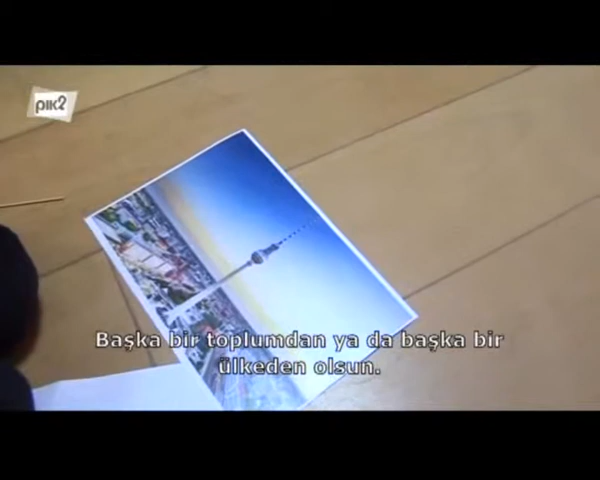 ρικ2
Başka bir toplumdan ya da başka bir
ülkeden olsun.